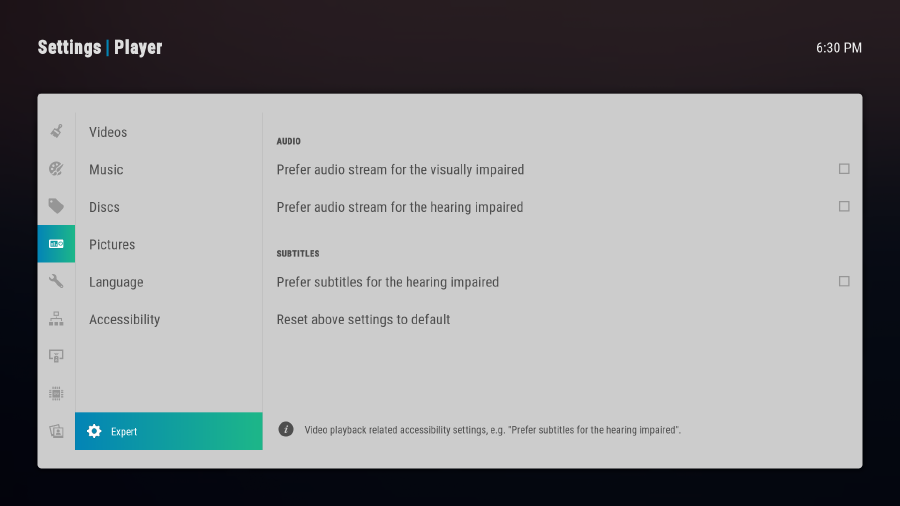 Settings | Player
6:30 PM
Videos
Music
Discs
Pictures
Language
Accessibility
Expert
AUDIO
Prefer audio stream for the visually impaired
Prefer audio stream for the hearing impaired
SUBTITLES
Prefer subtitles for the hearing impaired
Reset above settings to default
Video playback related accessibility settings, e.g. "Prefer subtitles for the hearing impaired".